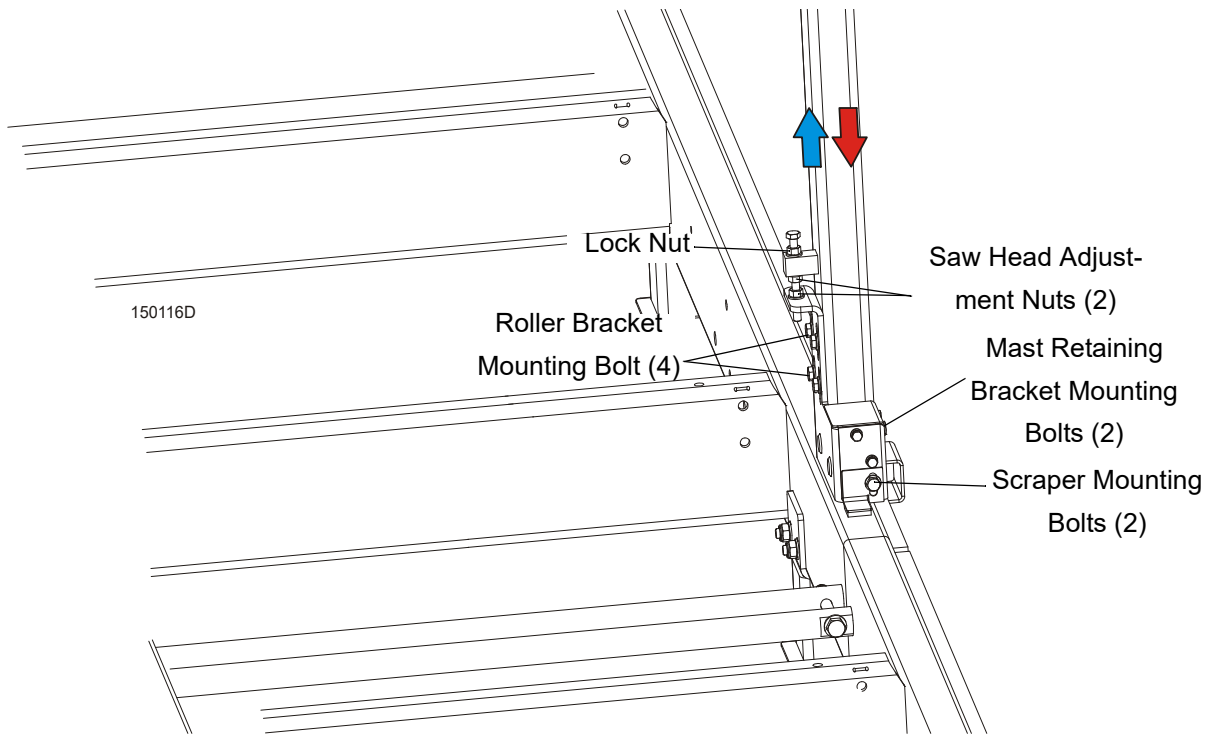 Lock Nut
Saw Head Adjust-
ment Nuts (2)
150116D
Roller Bracket
Mounting Bolt (4)
Mast Retaining
Bracket Mounting
Bolts (2)
Scraper Mounting
Bolts (2)